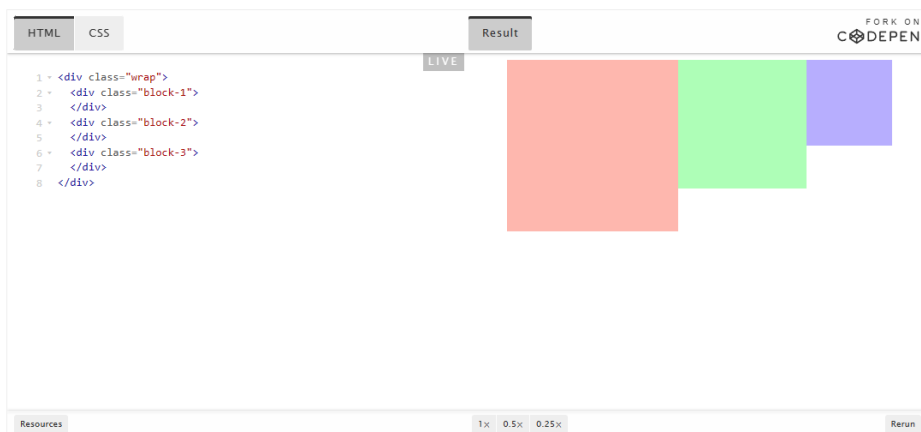 HTML CSS Result FORK ON
CODEPEN
LIVE
1 <div class="wrap">
2 <div class="block-1">
3 </div>
4 <div class="block-2">
5 </div>
6 <div class="block-3">
7 </div>
8 </div>
Resources 1× 0.5× 0.25× Rerun